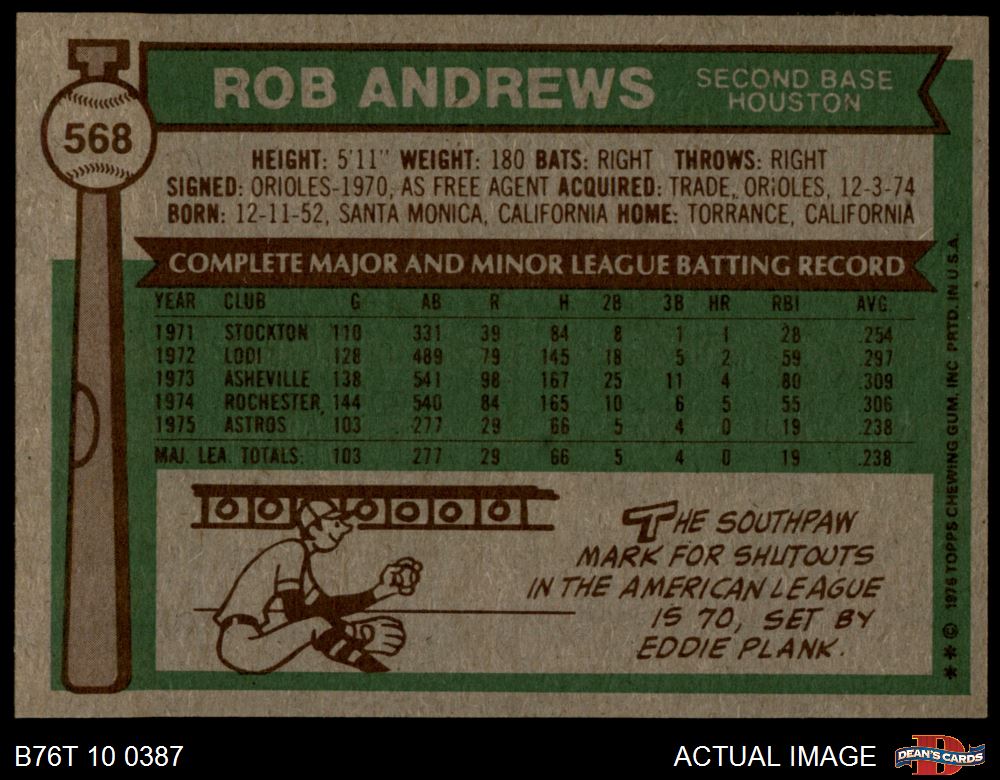 568
ROB ANDREWS
SECOND BASE
HOUSTON
HEIGHT: 5'11" WEIGHT: 180 BATS: RIGHT THROWS: RIGHT
SIGNED: ORIOLES-1970, AS FREE AGENT ACQUIRED: TRADE, ORIOLES, 12-3-74
BORN: 12-11-52, SANTA MONICA, CALIFORNIA HOME: TORRANCE, CALIFORNIA
COMPLETE MAJOR AND MINOR LEAGUE BATTING RECORD
YEAR CLUB G AB R H 2B 3B HR RBI AVG.
1971 STOCKTON 110 331 39 84 8 1 1 28 .254
1972 LODI 128 489 79 145 18 5 2 59 .297
1973 ASHEVILLE 138 541 98 167 25 11 4 80 .309
1974 ROCHESTER 144 540 84 165 10 6 5 55 .306
1975 ASTROS 103 277 29 66 5 4 0 19 .238
MAJ. LEA. TOTALS 103 277 29 66 5 4 0 19 .238
THE SOUTHPAW
MARK FOR SHUTOUTS
IN THE AMERICAN LEAGUE
IS 70, SET BY
EDDIE PLANK.
0 0 0 0 0 0 0
** © 1976 TOPPS CHEWING GUM, INC. PRTD. IN U.S.A.
B76T 10 0387
ACTUAL IMAGE
D
DEAN'S CARDS